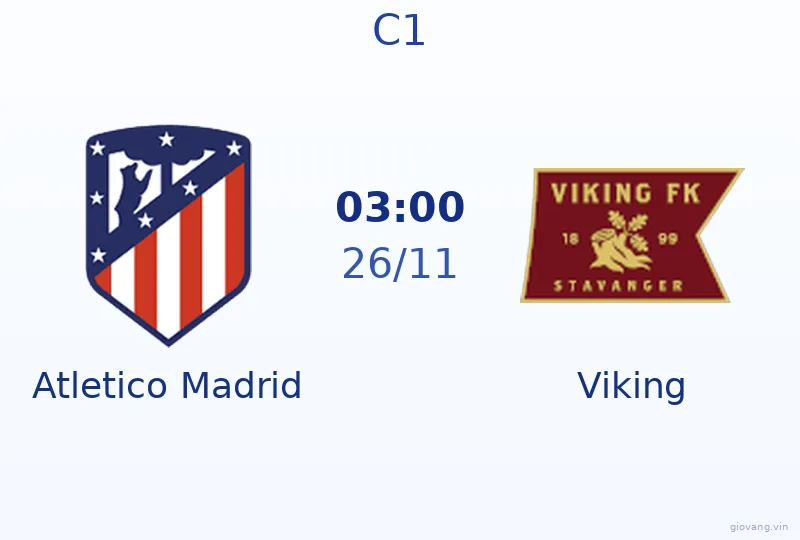 C1
03:00
26/11
VIKING FK
18 99
STAVANGER
Atletico Madrid
Viking
giovang.vin